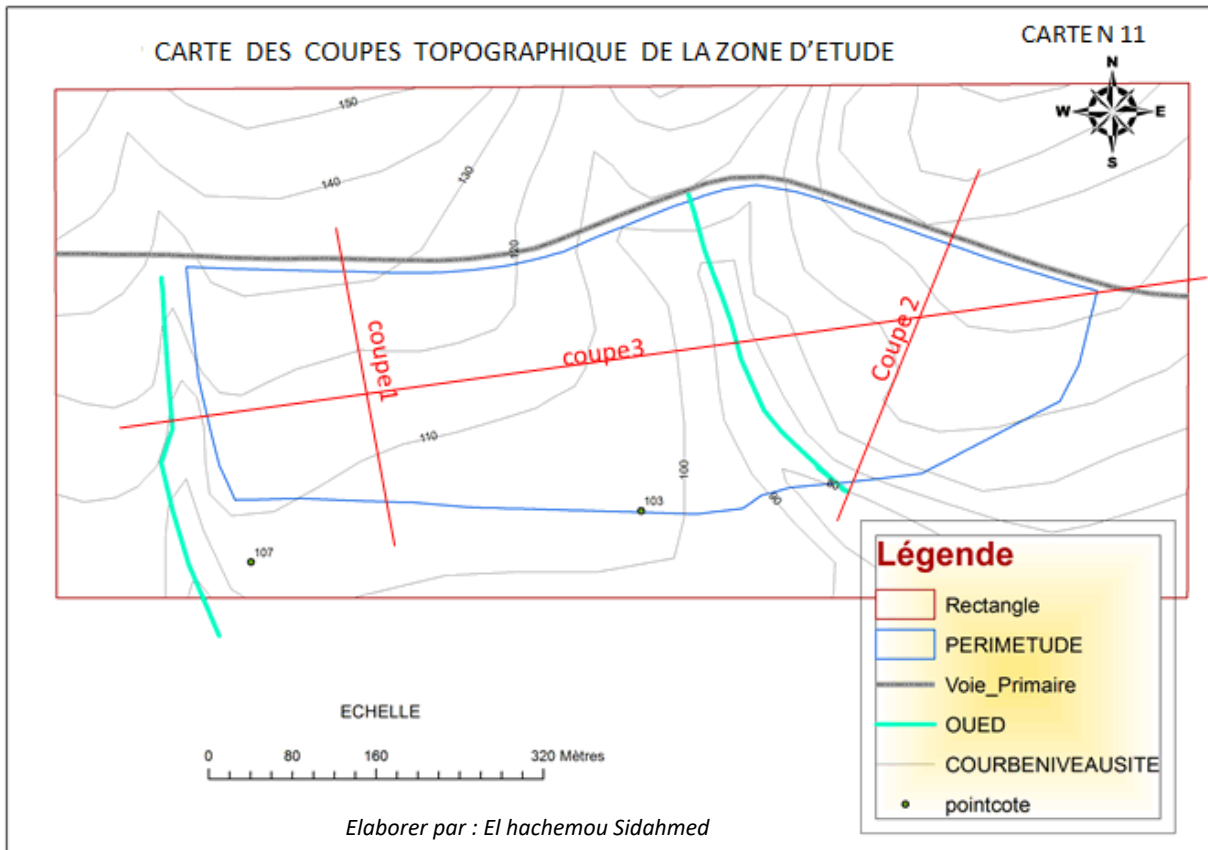 CARTE DES COUPES TOPOGRAPHIQUE DE LA ZONE D'ETUDE
CARTE N 11
N
W E
S
150
140
130
120
110
100
90
80
103
107
coupe 1
coupe3
Coupe 2
Légende
Rectangle
PERIMETUDE
Voie_Primaire
OUED
COURBENIVEAUSITE
pointcote
ECHELLE
0 80 160 320 Mètres
Elaborer par : El hachemou Sidahmed